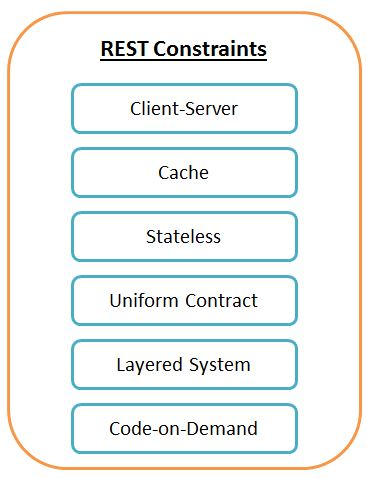 REST Constraints
Client-Server
Cache
Stateless
Uniform Contract
Layered System
Code-on-Demand